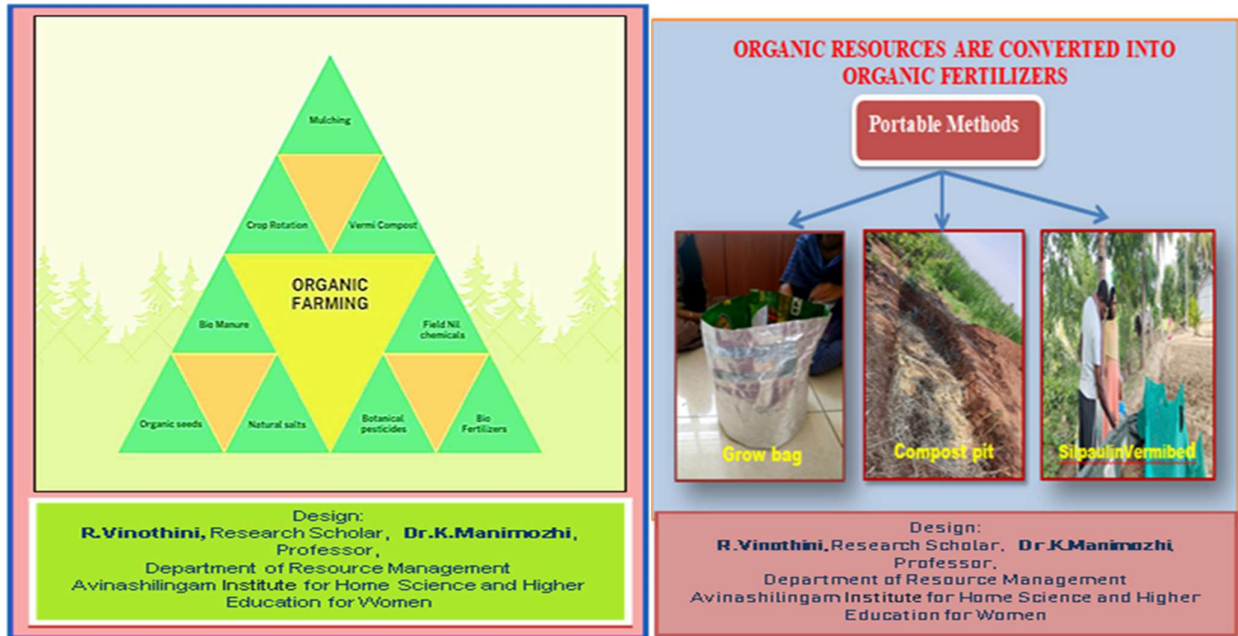 Mulching
Crop Rotation
Vermi Compost
ORGANIC
FARMING
Bio Manure
Field Nil
chemicals
Organic seeds
Natural salts
Botanical
pesticides
Bio
Fertilizers
Design:
R.Vinothini, Research Scholar, Dr.K.Manimozhi,
Professor,
Department of Resource Management
Avinashilingam Institute for Home Science and Higher
Education for Women
ORGANIC RESOURCES ARE CONVERTED INTO
ORGANIC FERTILIZERS
Portable Methods
Grow bag
Compost pit
SilpaulinVermibed
Design:
R.Vinothini, Research Scholar, Dr.K.Manimozhi,
Professor,
Department of Resource Management
Avinashilingam Institute for Home Science and Higher
Education for Women